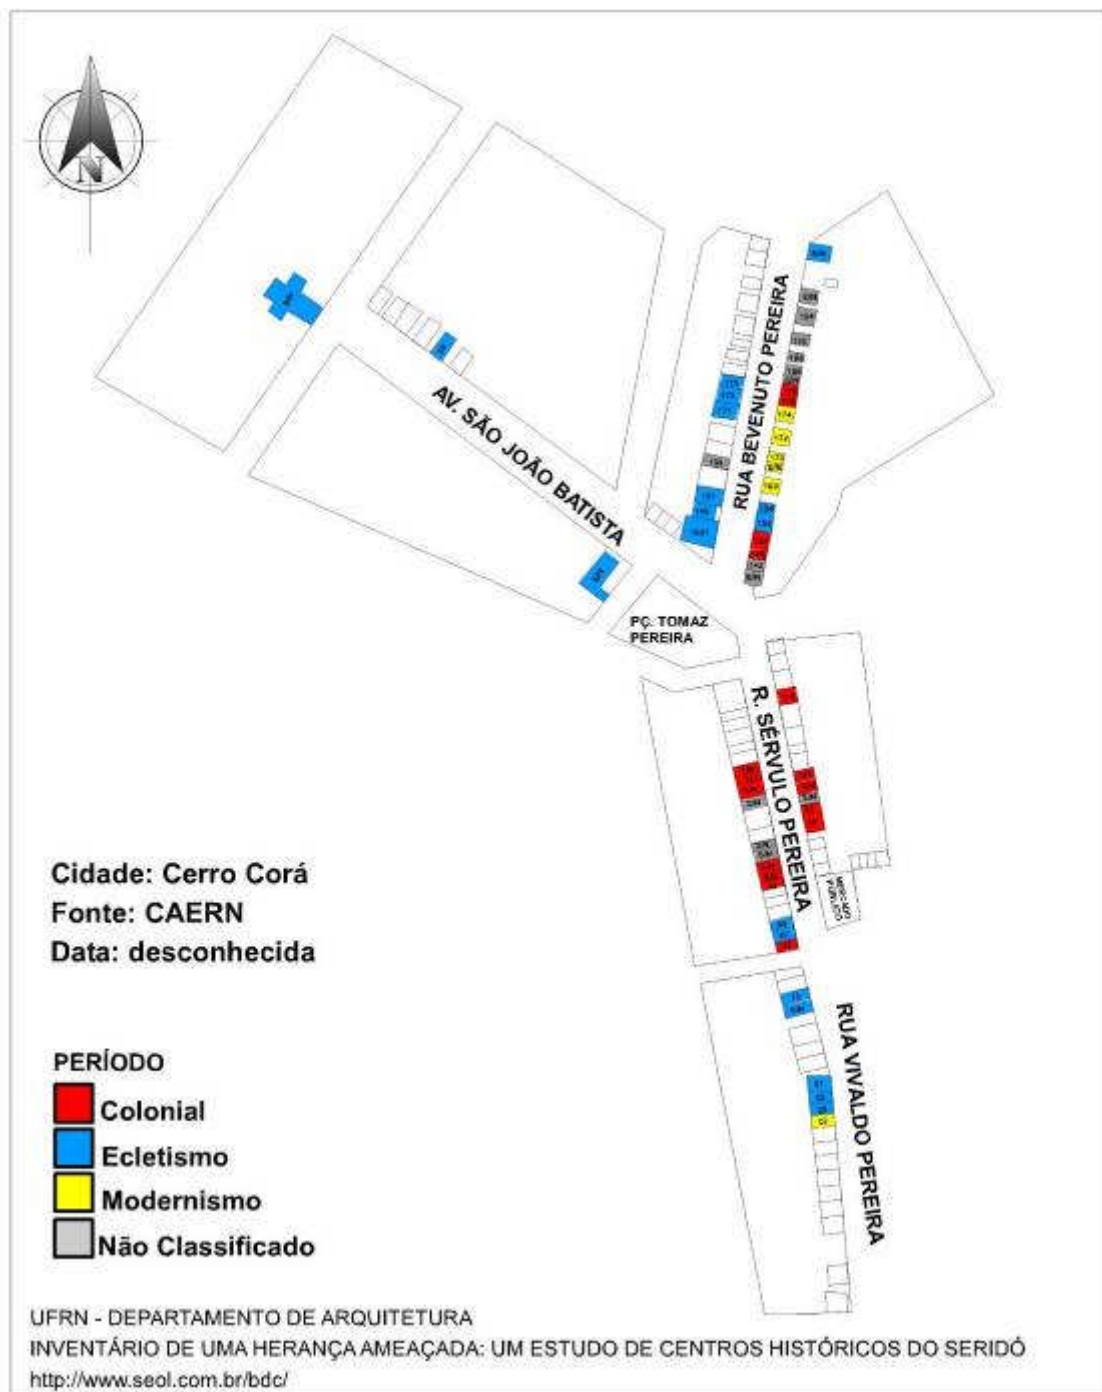 N
RUA BEVENUTO PEREIRA
AV. SÃO JOÃO BATISTA
PÇ. TOMAZ
PEREIRA
R. SÉRVULO PEREIRA
MERCADO
PÚBLICO
Cidade: Cerro Corá
Fonte: CAERN
Data: desconhecida
RUA VIVALDO PEREIRA
PERÍODO
Colonial
Ecletismo
Modernismo
Não Classificado
UFRN - DEPARTAMENTO DE ARQUITETURA
INVENTÁRIO DE UMA HERANÇA AMEAÇADA: UM ESTUDO DE CENTROS HISTÓRICOS DO SERIDÓ
http://www.seol.com.br/bdc/